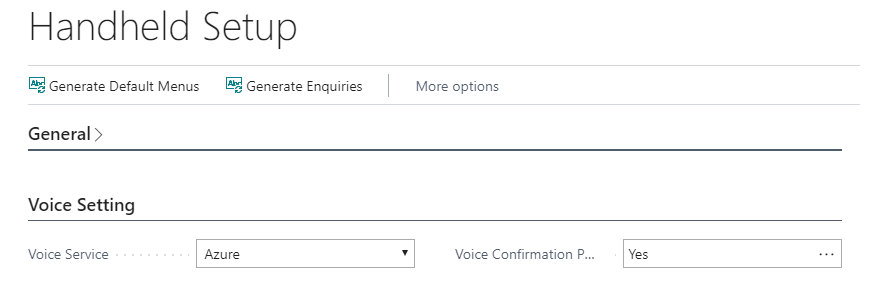 Handheld Setup
Generate Default Menus Generate Enquiries More options
General
Voice Setting
Voice Service Azure Voice Confirmation P... Yes ...